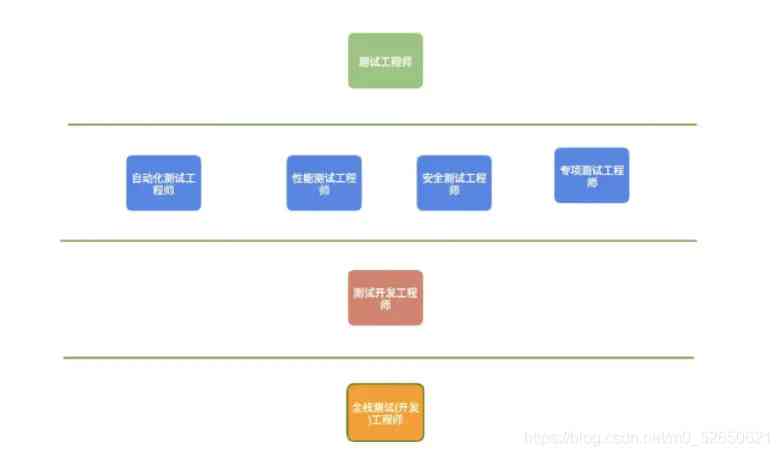 测试工程师
自动化测试工
程师
性能测试工程
师
安全测试工程
师
专项测试工程
师
测试开发工程
师
全栈测试(开发
)工程师
https://blog.csdn.net/m0_52650621